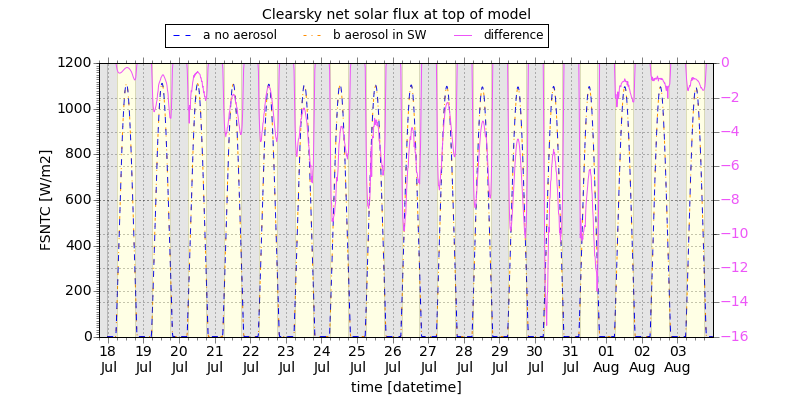 Clearsky net solar flux at top of model
a no aerosol b aerosol in SW difference
1200 0
1000 −2
800 −4
600 −6
400 −8
200 −10
0 −12
−14
−16
FSNTC [W/m2]
18 19 20 21 22 23 24 25 26 27 28 29 30 31 01 02 03
Jul Jul Jul Jul Jul Jul Jul Jul Jul Jul Jul Jul Jul Jul Aug Aug Aug
time [datetime]